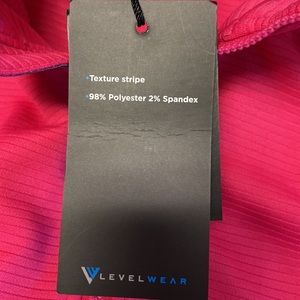 •Texture stripe
•98% Polyester 2% Spandex
LEVELWEAR